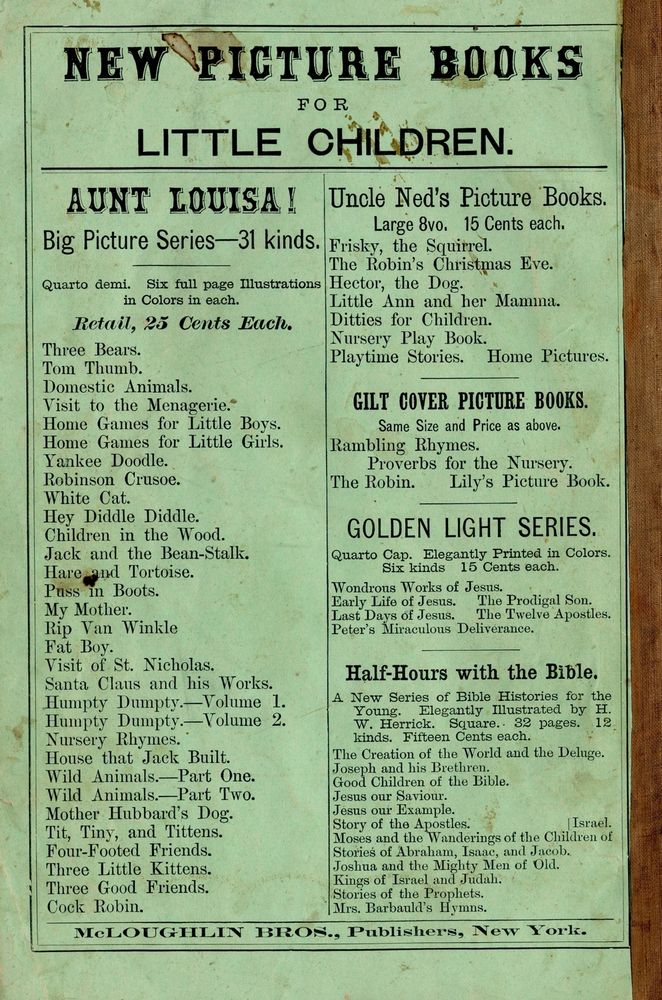 NEW PICTURE BOOKS
FOR
LITTLE CHILDREN.
AUNT LOUISA!
Big Picture Series—31 kinds.
Quarto demi. Six full page Illustrations
in Colors in each.
Retail, 25 Cents Each.
Three Bears.
Tom Thumb.
Domestic Animals.
Visit to the Menagerie.
Home Games for Little Boys.
Home Games for Little Girls.
Yankee Doodle.
Robinson Crusoe.
White Cat.
Hey Diddle Diddle.
Children in the Wood.
Jack and the Bean-Stalk.
Hare and Tortoise.
Puss in Boots.
My Mother.
Rip Van Winkle
Fat Boy.
Visit of St. Nicholas.
Santa Claus and his Works.
Humpty Dumpty.—Volume 1.
Humpty Dumpty.—Volume 2.
Nursery Rhymes.
House that Jack Built.
Wild Animals.—Part One.
Wild Animals.—Part Two.
Mother Hubbard's Dog.
Tit, Tiny, and Tittens.
Four-Footed Friends.
Three Little Kittens.
Three Good Friends.
Cock Robin.
Uncle Ned's Picture Books.
Large 8vo. 15 Cents each.
Frisky, the Squirrel.
The Robin's Christmas Eve.
Hector, the Dog.
Little Ann and her Mamma.
Ditties for Children.
Nursery Play Book.
Playtime Stories. Home Pictures.
GILT COVER PICTURE BOOKS.
Same Size and Price as above.
Rambling Rhymes.
Proverbs for the Nursery.
The Robin. Lily's Picture Book.
GOLDEN LIGHT SERIES.
Quarto Cap. Elegantly Printed in Colors.
Six kinds 15 Cents each.
Wondrous Works of Jesus.
Early Life of Jesus. The Prodigal Son.
Last Days of Jesus. The Twelve Apostles.
Peter's Miraculous Deliverance.
Half-Hours with the Bible.
A New Series of Bible Histories for the
Young. Elegantly Illustrated by H.
W. Herrick. Square. 32 pages. 12
kinds. Fifteen Cents each.
The Creation of the World and the Deluge.
Joseph and his Brethren.
Good Children of the Bible.
Jesus our Saviour.
Jesus our Example.
Story of the Apostles. | Israel.
Moses and the Wanderings of the Children of
Stories of Abraham, Isaac, and Jacob.
Joshua and the Mighty Men of Old.
Kings of Israel and Judah.
Stories of the Prophets.
Mrs. Barbauld's Hymns.
McLOUGHLIN BROS., Publishers, New York.